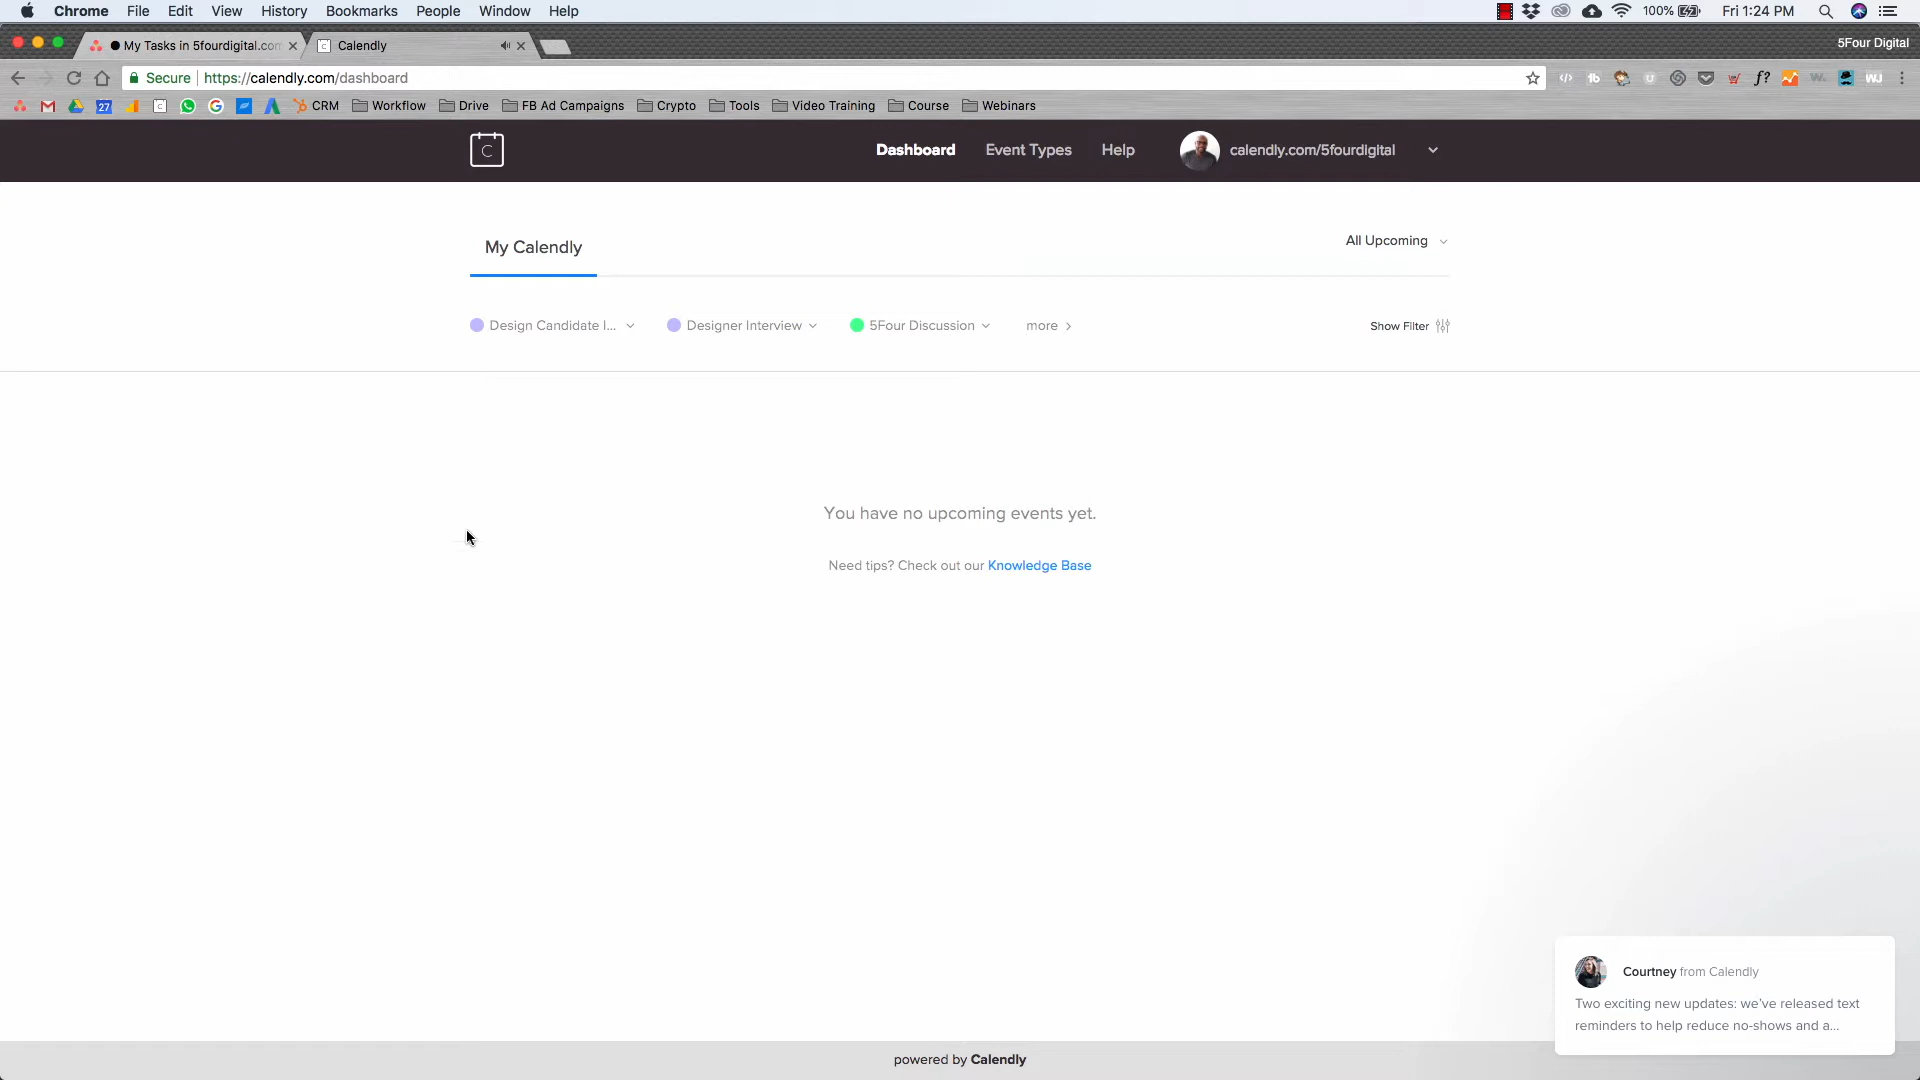 Chrome File Edit View History Bookmarks People Window Help 100% Fri 1:24 PM
My Tasks in 5fourdigital.com Calendly 5Four Digital
Secure https://calendly.com/dashboard
27 CRM Workflow Drive FB Ad Campaigns Crypto Tools Video Training Course Webinars
C Dashboard Event Types Help calendly.com/5fourdigital
My Calendly All Upcoming
Design Candidate I... Designer Interview 5Four Discussion more Show Filter
You have no upcoming events yet.
Need tips? Check out our Knowledge Base
Courtney from Calendly
Two exciting new updates: we've released text
reminders to help reduce no-shows and a...
powered by Calendly